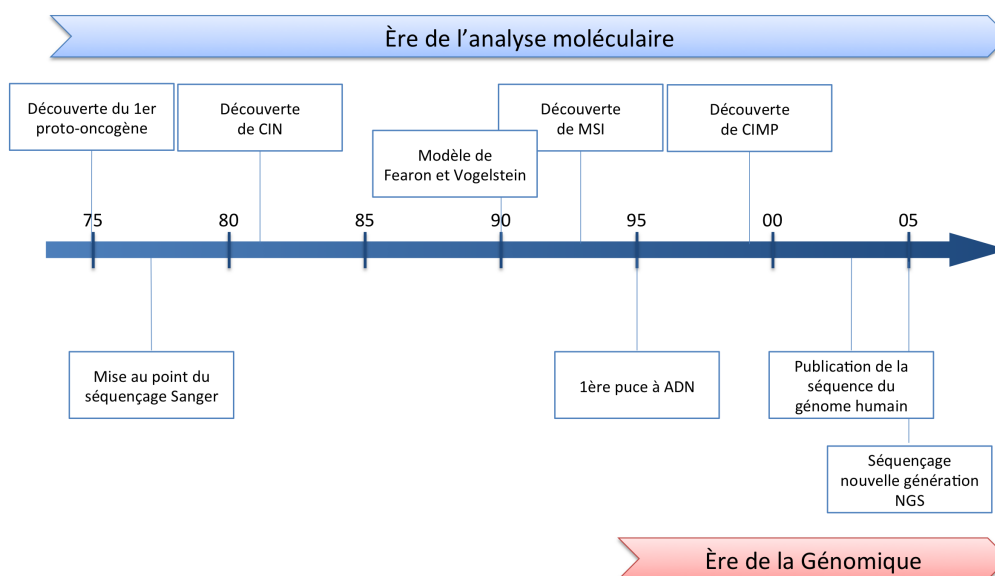 Ère de l'analyse moléculaire
Découverte du 1er
proto-oncogène
Découverte
de CIN
Modèle de
Fearon et Vogelstein
Découverte
de MSI
Découverte
de CIMP
75
80
85
90
95
00
05
Mise au point du
séquençage Sanger
1ère puce à ADN
Publication de la
séquence du
génome humain
Séquençage
nouvelle génération
NGS
Ère de la Génomique